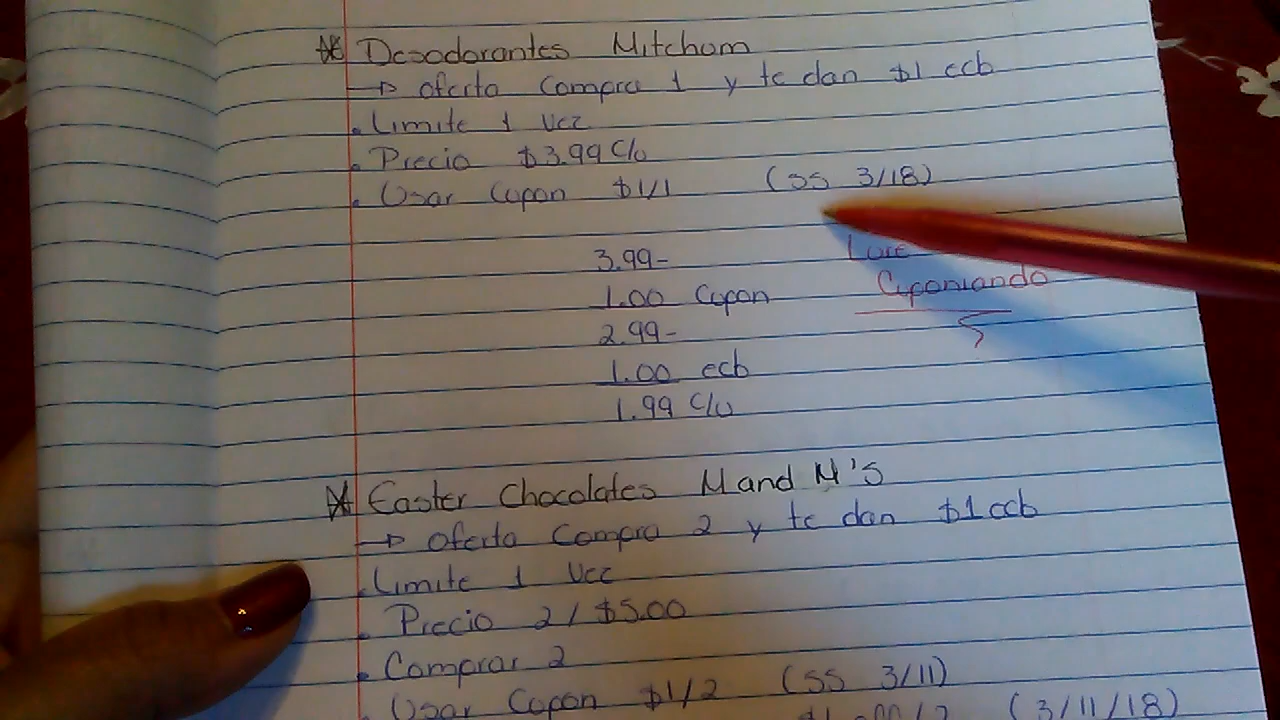 * Desodorantes Mitchum
→ oferta Compra 1 y te dan $1 ecb
. Limite 1 Vez
. Precio $3.99 C/u
. Usar Cupon $1/1 (SS 3/18)
3.99-
1.00 Cupon
2.99-
1.00 ecb
1.99 C/u
Cuponiando
* Easter Chocolates M and M's
→ oferta Compra 2 y te dan $1 ecb
. Limite 1 Vez
. Precio 2/$5.00
. Comprar 2
. Usar Cupon $1/2 (SS 3/11)
(3/11/18)